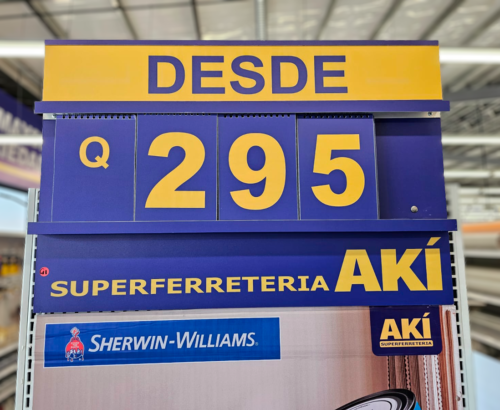 DESDE
Q 295
SUPERFERRETERIA AKÍ
SHERWIN-WILLIAMS.
AKÍ
SUPERFERRETERIA